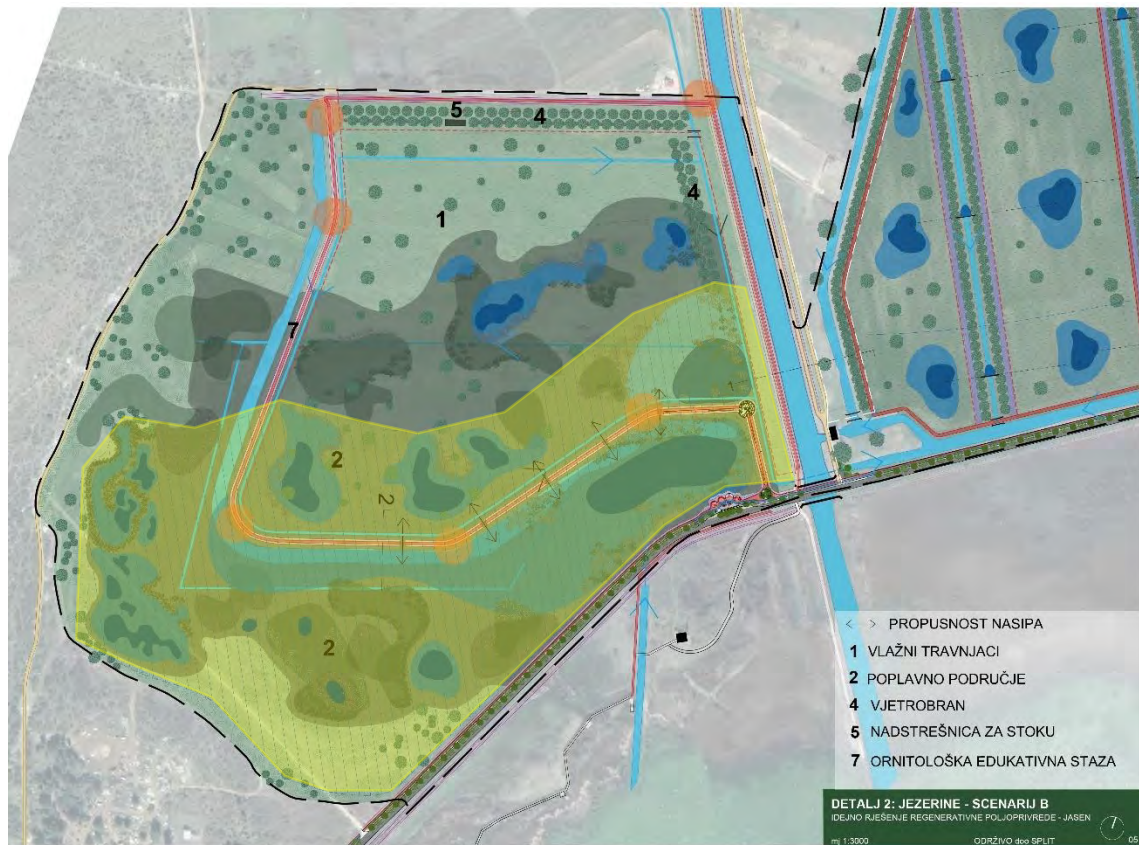 5
4
1
4
7
2
2
2
< > PROPUSNOST NASIPA
1 VLAŽNI TRAVNJACI
2 POPLAVNO PODRUČJE
4 VJETROBRAN
5 NADSTREŠNICA ZA STOKU
7 ORNITOLOŠKA EDUKATIVNA STAZA
DETALJ 2: JEZERINE - SCENARIJ B
IDEJNO RJEŠENJE REGENERATIVNE POLJOPRIVREDE - JASEN
mj 1:3000 ODRŽIVO doo SPLIT 05